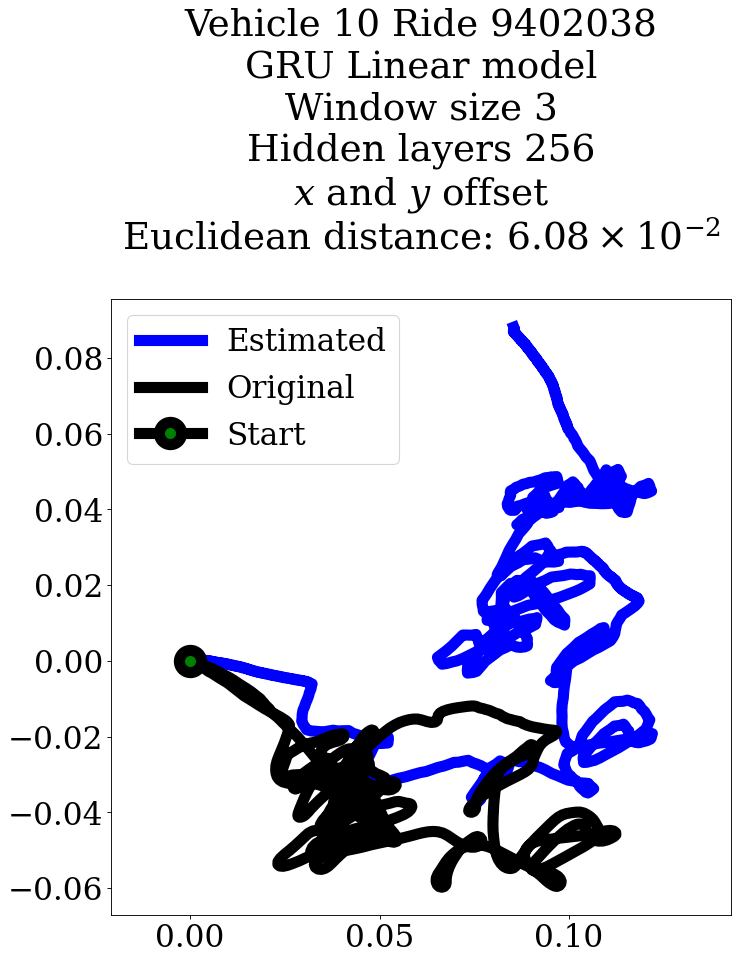 Vehicle 10 Ride 9402038
GRU Linear model
Window size 3
Hidden layers 256
x and y offset
Euclidean distance: 6.08 × 10⁻²
Estimated
Original
Start
0.08
0.06
0.04
0.02
0.00
−0.02
−0.04
−0.06
0.00 0.05 0.10